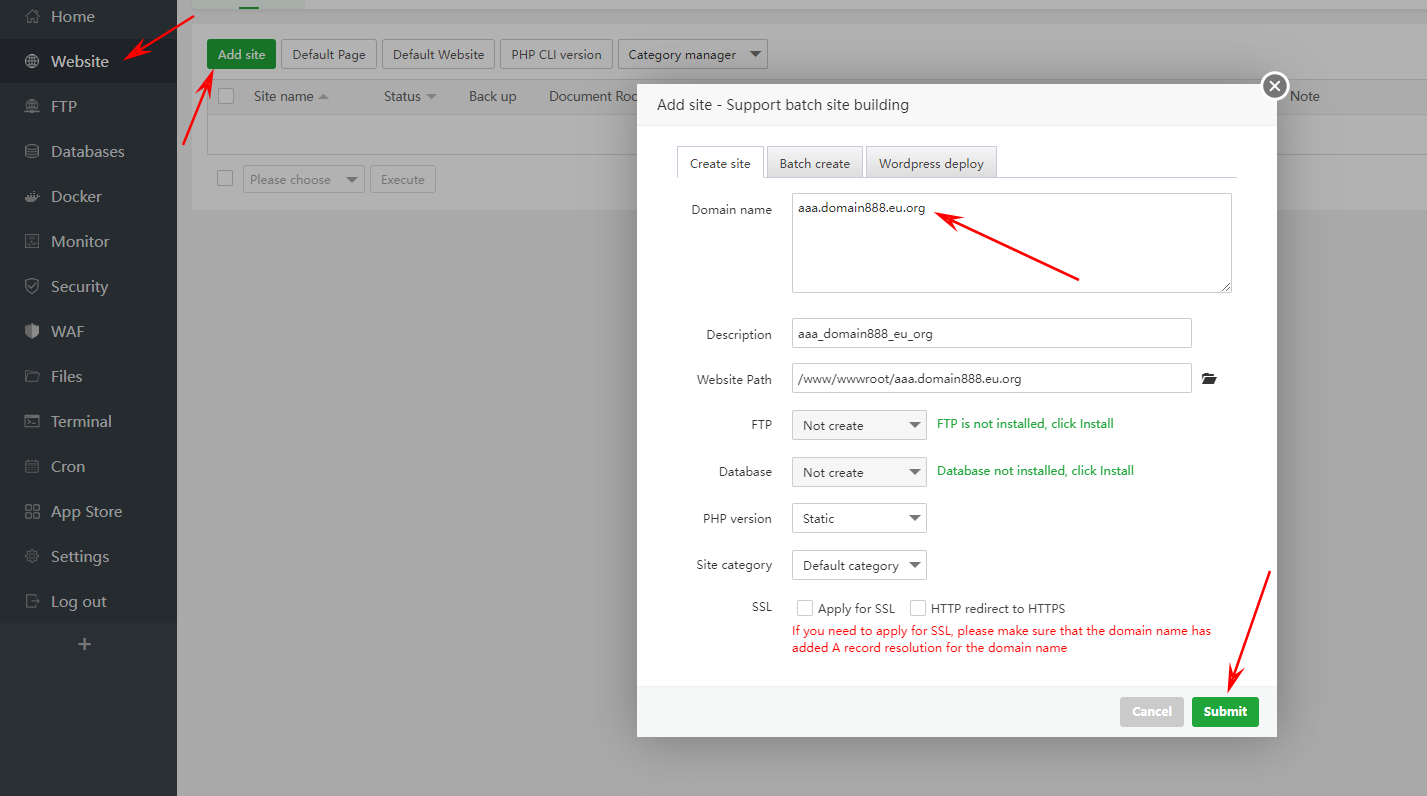 Home
Website
FTP
Databases
Docker
Monitor
Security
WAF
Files
Terminal
Cron
App Store
Settings
Log out
+
Add site Default Page Default Website PHP CLI version Category manager
Site name Status Back up Document Roo Note
Please choose Execute
Add site - Support batch site building
Create site Batch create Wordpress deploy
Domain name aaa.domain888.eu.org
Description aaa_domain888_eu_org
Website Path /www/wwwroot/aaa.domain888.eu.org
FTP Not create FTP is not installed, click Install
Database Not create Database not installed, click Install
PHP version Static
Site category Default category
SSL Apply for SSL HTTP redirect to HTTPS
If you need to apply for SSL, please make sure that the domain name has
added A record resolution for the domain name
Cancel Submit